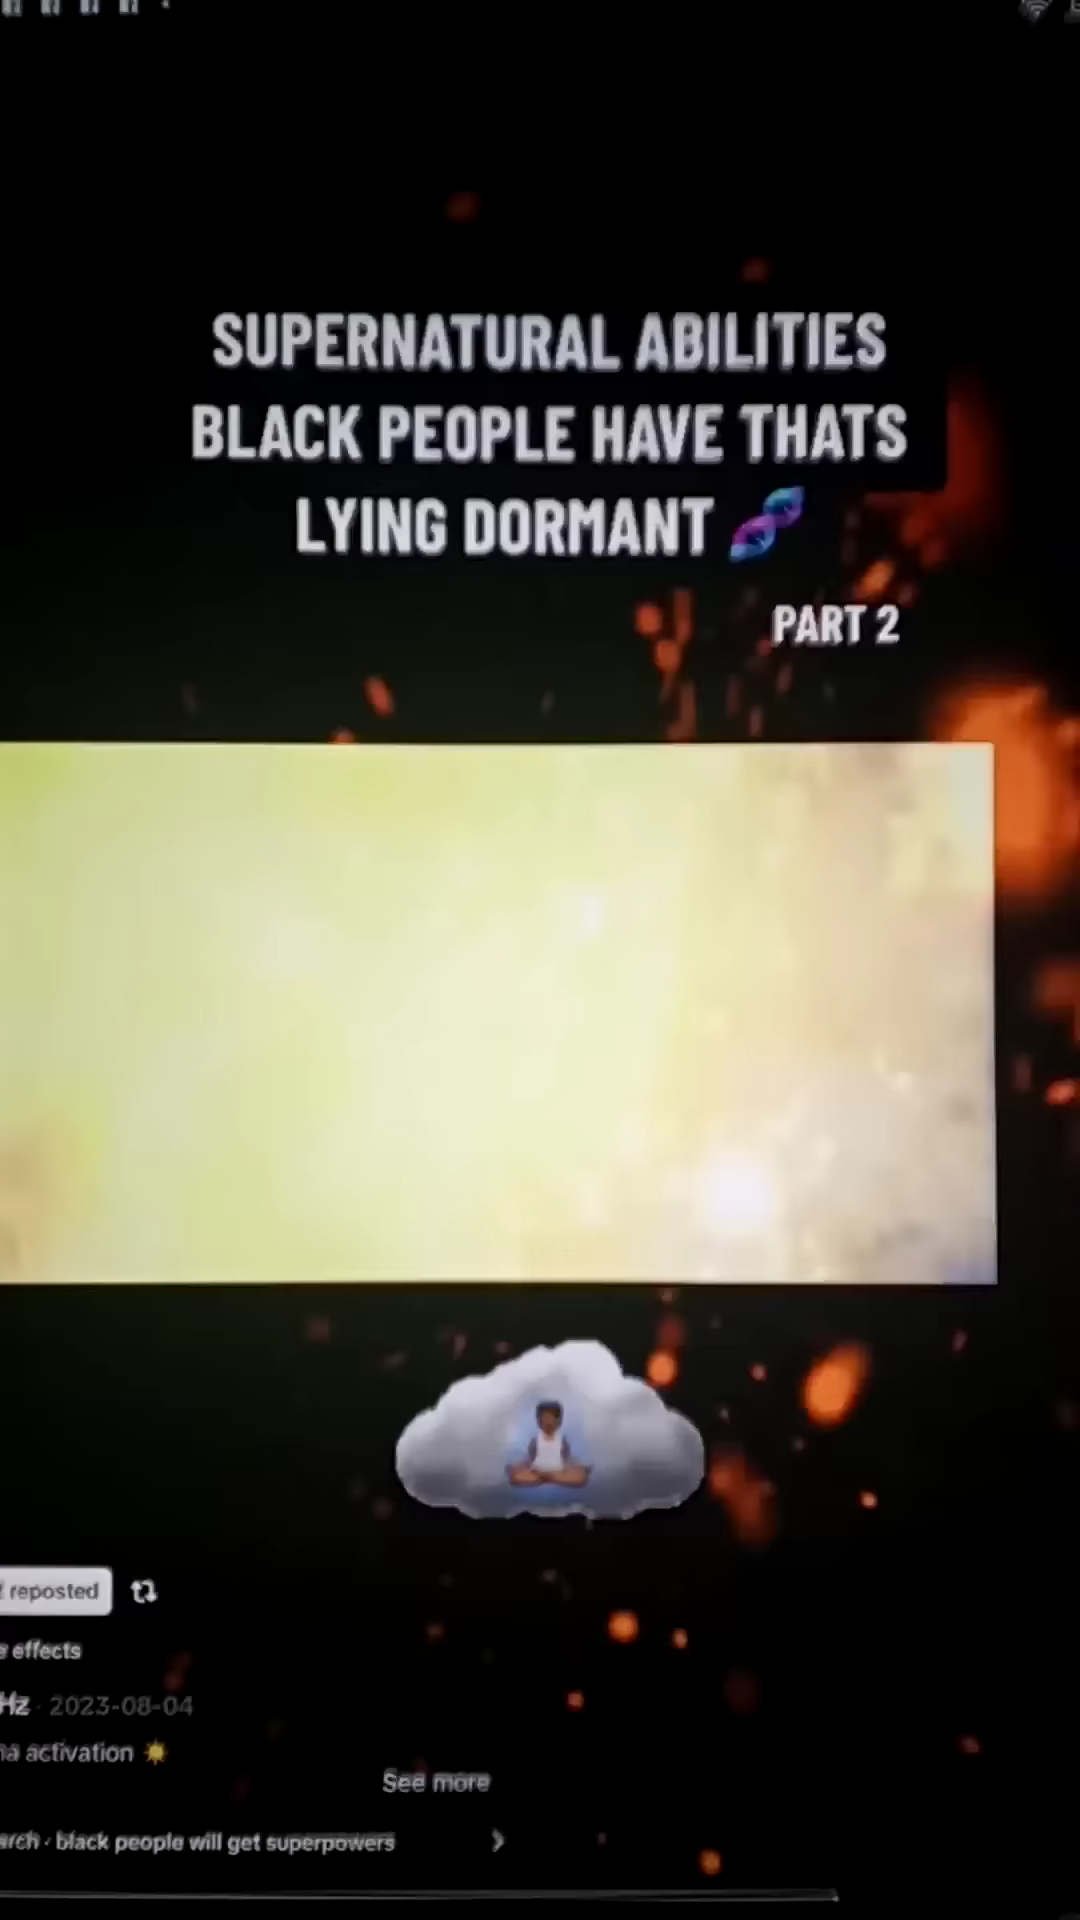 SUPERNATURAL ABILITIES
BLACK PEOPLE HAVE THATS
LYING DORMANT
PART 2
reposted
effects
Hz · 2023-08-04
activation
See more
black people will get superpowers